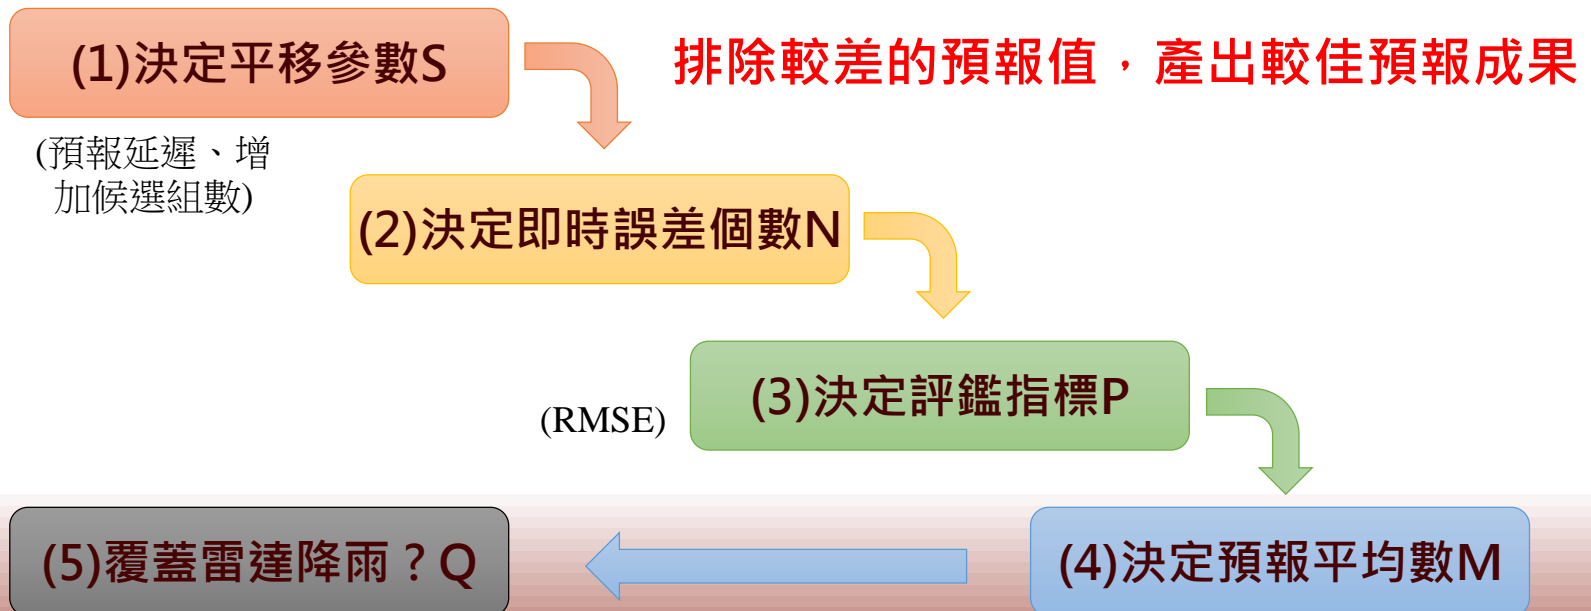 (1)決定平移參數S
排除較差的預報值，產出較佳預報成果
(預報延遲、增
加候選組數)
(2)決定即時誤差個數N
(3)決定評鑑指標P
(RMSE)
(4)決定預報平均數M
(5)覆蓋雷達降雨？Q